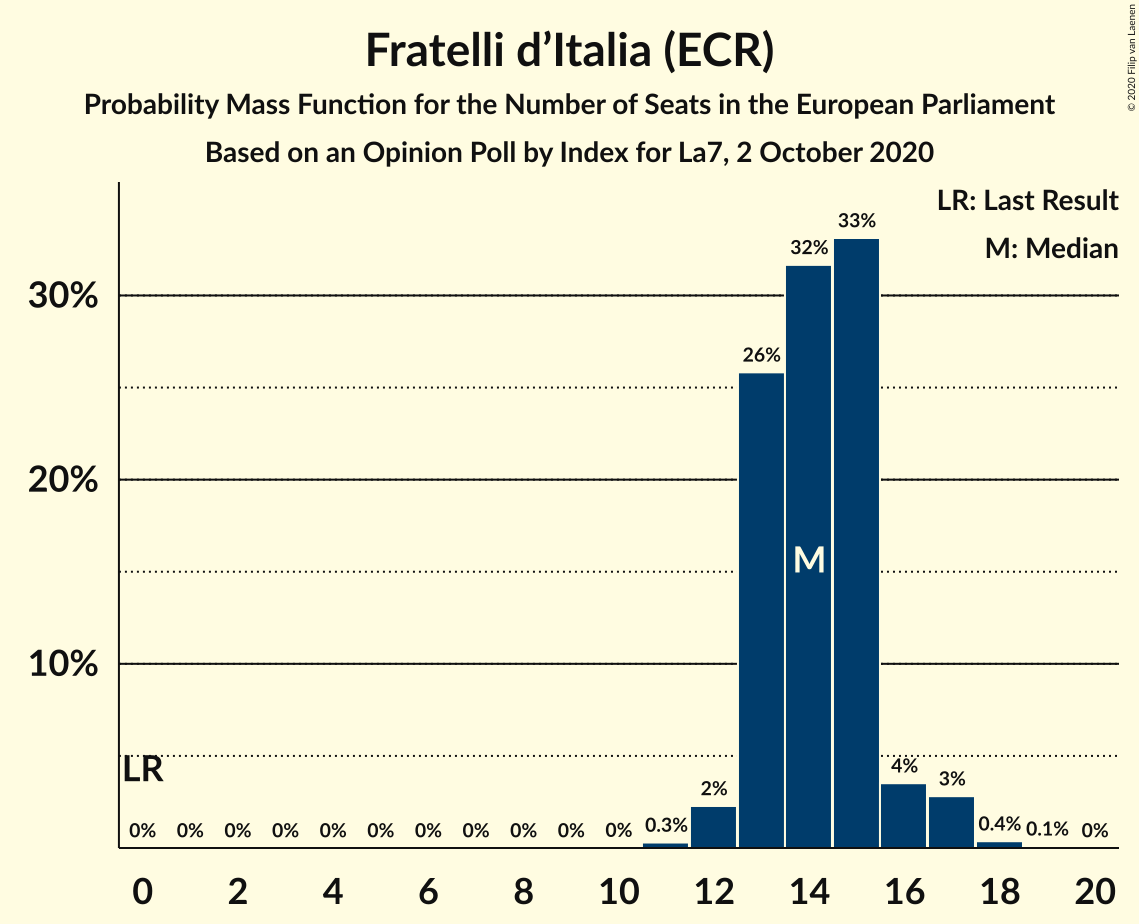 Fratelli d’Italia (ECR)
Probability Mass Function for the Number of Seats in the European Parliament
Based on an Opinion Poll by Index for La7, 2 October 2020
© 2020 Filip van Laenen
LR: Last Result
M: Median
30%
20%
10%
33%
32%
26%
M
LR
0% 0% 0% 0% 0% 0% 0% 0% 0% 0% 0% 0.3% 2% 4% 3% 0.4% 0.1% 0%
0 2 4 6 8 10 12 14 16 18 20